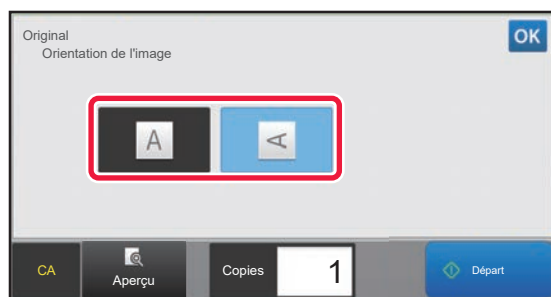 Original
Orientation de l'image
OK
A
A
CA
Aperçu
Copies
1
Départ